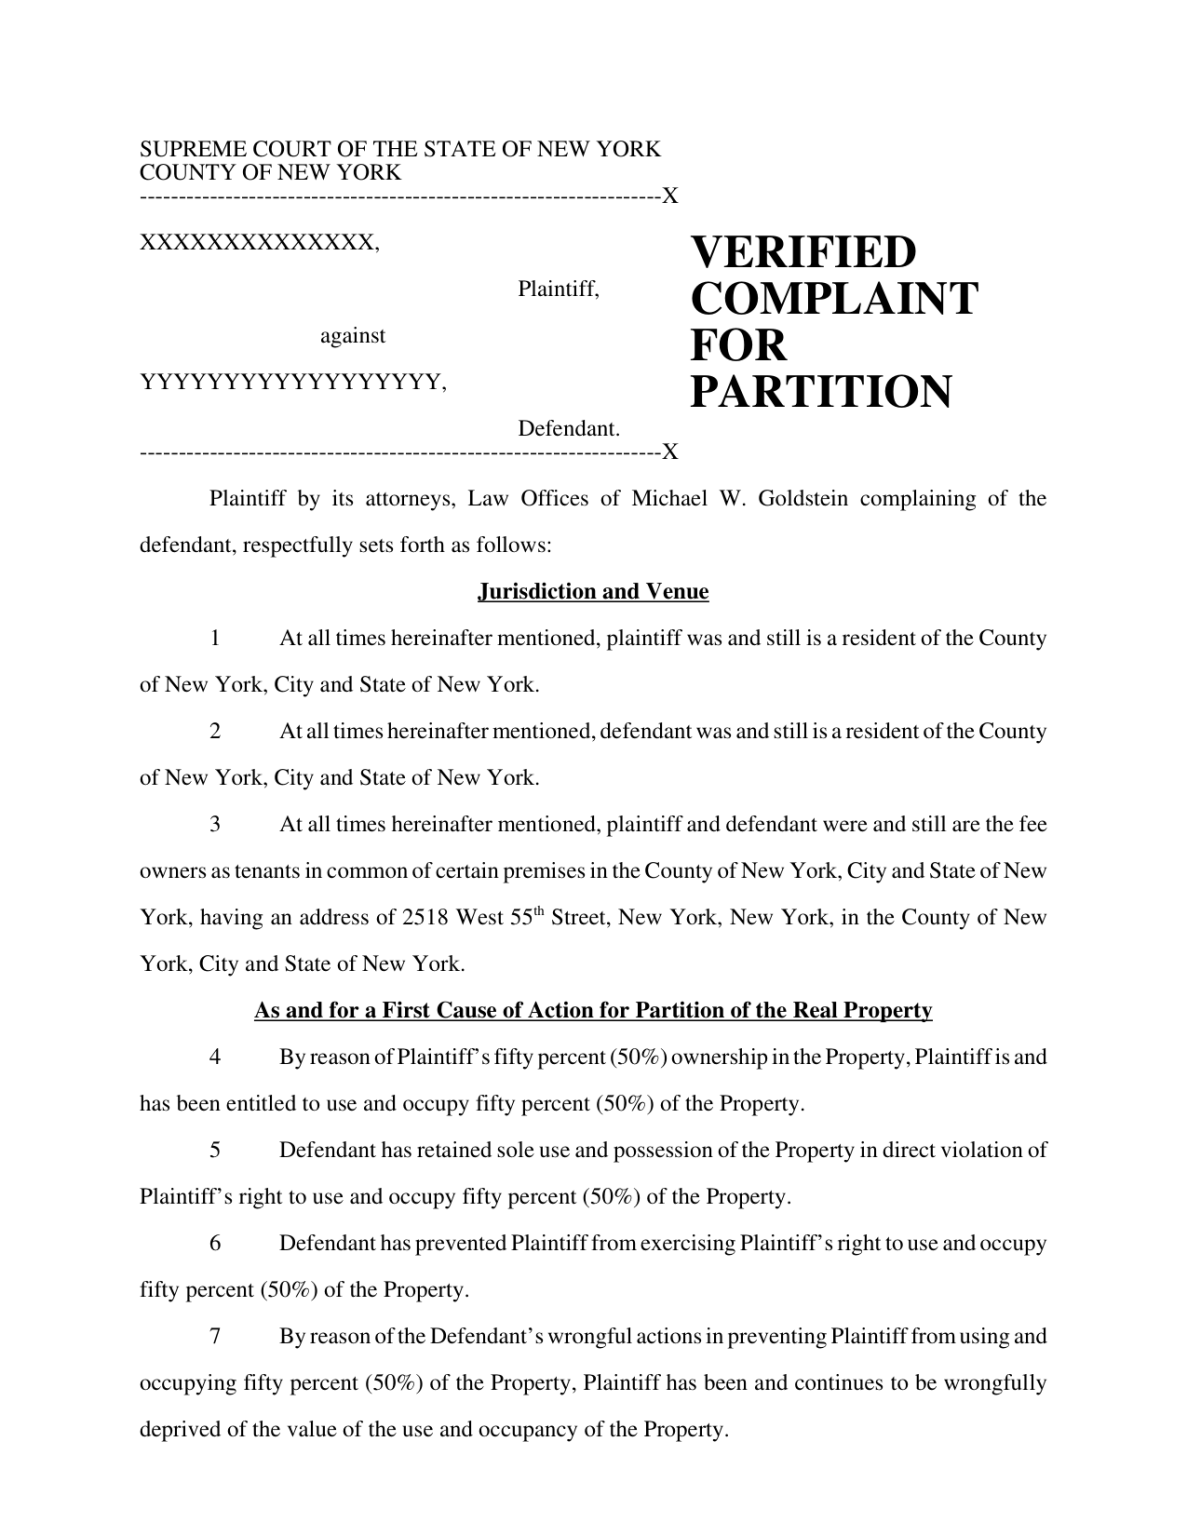 SUPREME COURT OF THE STATE OF NEW YORK
COUNTY OF NEW YORK
-------------------------------------------------------------------X
XXXXXXXXXXXXXX,
Plaintiff,
against
YYYYYYYYYYYYYYYYYY,
Defendant.
-------------------------------------------------------------------X
VERIFIED
COMPLAINT
FOR
PARTITION
Plaintiff by its attorneys, Law Offices of Michael W. Goldstein complaining of the
defendant, respectfully sets forth as follows:
Jurisdiction and Venue
1 At all times hereinafter mentioned, plaintiff was and still is a resident of the County
of New York, City and State of New York.
2 At all times hereinafter mentioned, defendant was and still is a resident of the County
of New York, City and State of New York.
3 At all times hereinafter mentioned, plaintiff and defendant were and still are the fee
owners as tenants in common of certain premises in the County of New York, City and State of New
York, having an address of 2518 West 55th Street, New York, New York, in the County of New
York, City and State of New York.
As and for a First Cause of Action for Partition of the Real Property
4 By reason of Plaintiff's fifty percent (50%) ownership in the Property, Plaintiff is and
has been entitled to use and occupy fifty percent (50%) of the Property.
5 Defendant has retained sole use and possession of the Property in direct violation of
Plaintiff's right to use and occupy fifty percent (50%) of the Property.
6 Defendant has prevented Plaintiff from exercising Plaintiff's right to use and occupy
fifty percent (50%) of the Property.
7 By reason of the Defendant's wrongful actions in preventing Plaintiff from using and
occupying fifty percent (50%) of the Property, Plaintiff has been and continues to be wrongfully
deprived of the value of the use and occupancy of the Property.